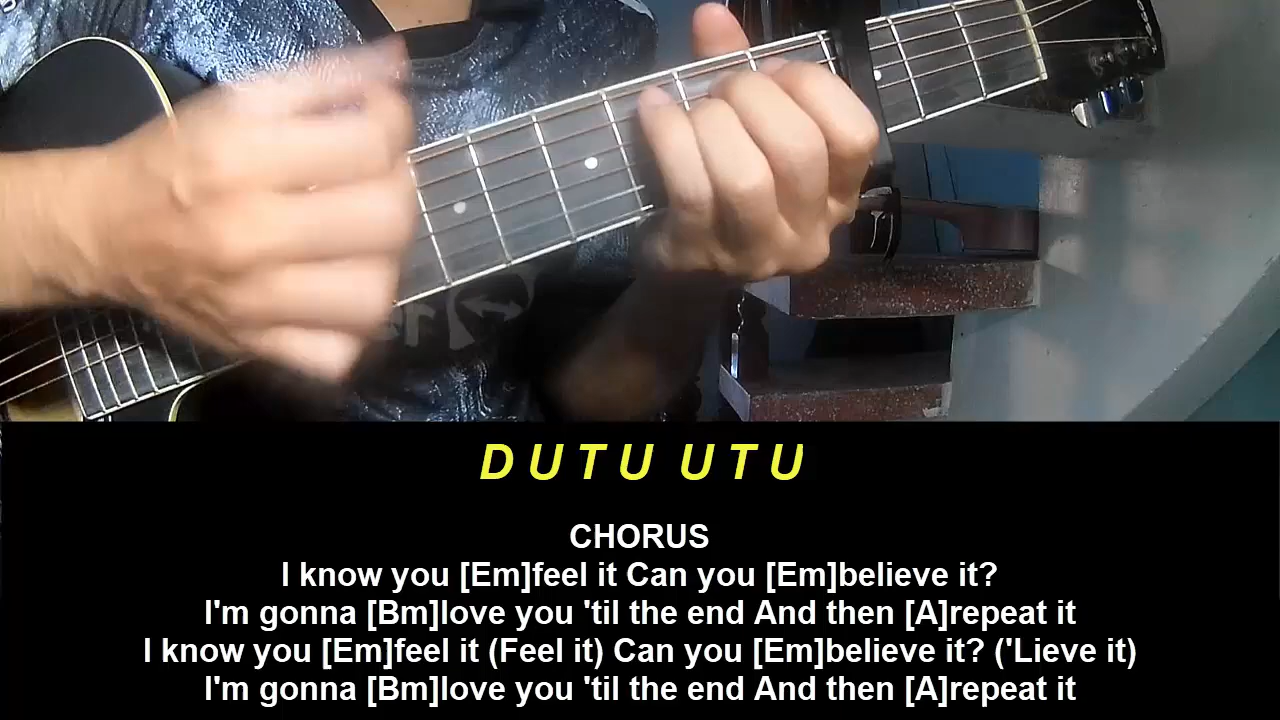 D U T U U T U
CHORUS
I know you [Em]feel it Can you [Em]believe it?
I'm gonna [Bm]love you 'til the end And then [A]repeat it
I know you [Em]feel it (Feel it) Can you [Em]believe it? ('Lieve it)
I'm gonna [Bm]love you 'til the end And then [A]repeat it